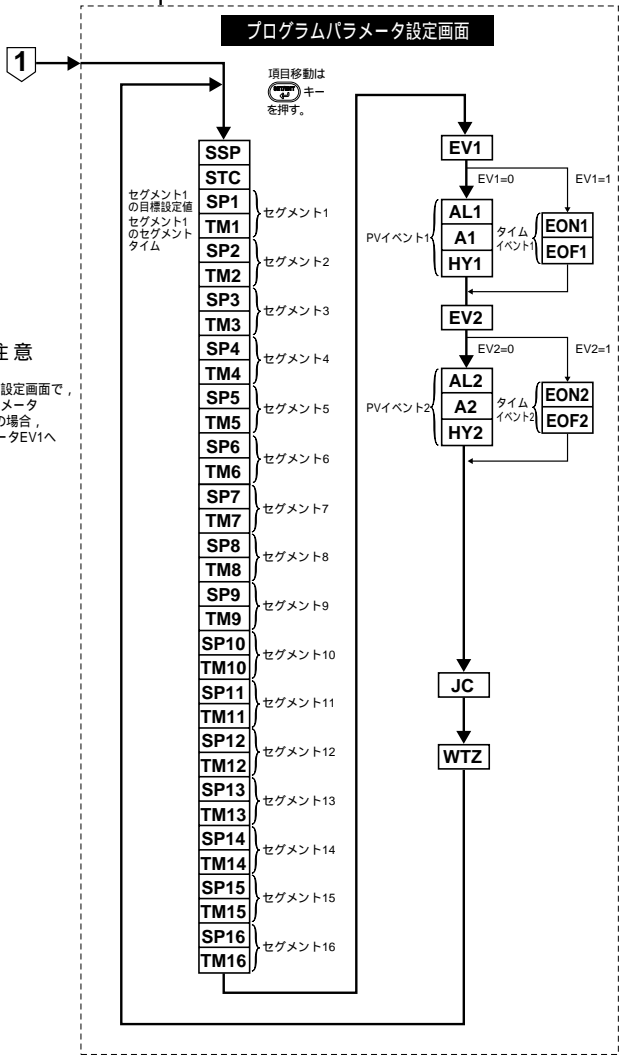 プログラムパラメータ設定画面
1
項目移動は
キー
を押す。
SSP
STC
セグメント1
の目標設定値
セグメント1
のセグメント
タイム
SP1
TM1
セグメント1
SP2
TM2
セグメント2
SP3
TM3
セグメント3
SP4
TM4
セグメント4
SP5
TM5
セグメント5
SP6
TM6
セグメント6
SP7
TM7
セグメント7
SP8
TM8
セグメント8
SP9
TM9
セグメント9
SP10
TM10
セグメント10
SP11
TM11
セグメント11
SP12
TM12
セグメント12
SP13
TM13
セグメント13
SP14
TM14
セグメント14
SP15
TM15
セグメント15
SP16
TM16
セグメント16
注意
設定画面で，
メータ
の場合，
ータEV1へ
EV1
EV1=0
EV1=1
PVイベント1
AL1
A1
HY1
タイム
イベント1
EON1
EOF1
EV2
EV2=0
EV2=1
PVイベント2
AL2
A2
HY2
タイム
イベント2
EON2
EOF2
JC
WTZ